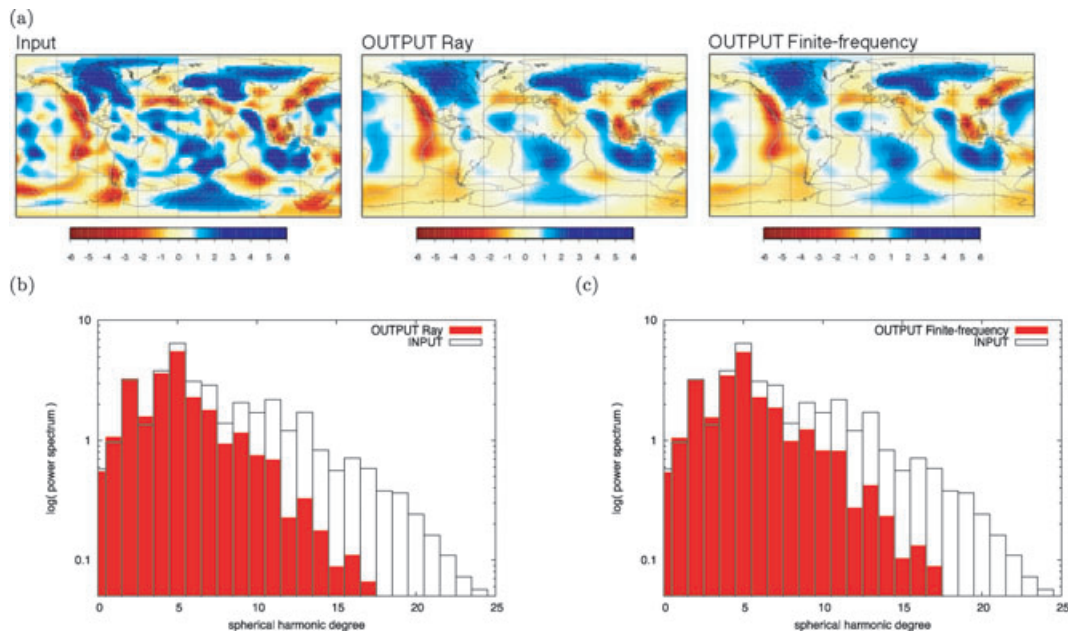 (a)
Input
OUTPUT Ray
OUTPUT Finite-frequency
-6 -5 -4 -3 -2 -1 0 1 2 3 4 5 6
-6 -5 -4 -3 -2 -1 0 1 2 3 4 5 6
-6 -5 -4 -3 -2 -1 0 1 2 3 4 5 6
(b)
10
1
0.1
log( power spectrum )
OUTPUT Ray
INPUT
0 5 10 15 20 25
spherical harmonic degree
(c)
10
1
0.1
log( power spectrum )
OUTPUT Finite-frequency
INPUT
0 5 10 15 20 25
spherical harmonic degree